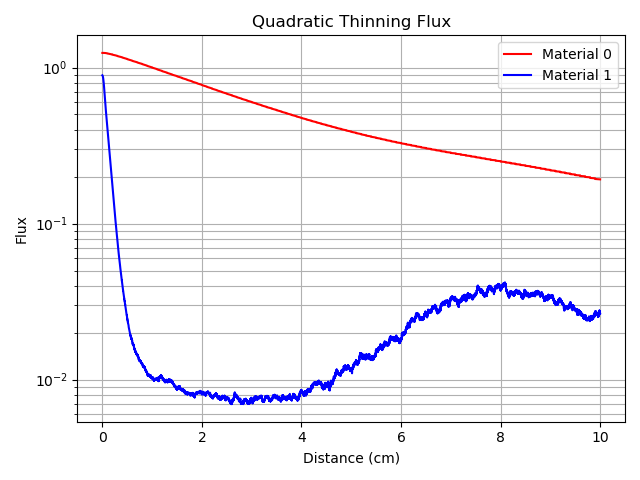 Quadratic Thinning Flux
Material 0
Material 1
Flux
10⁰
10⁻¹
10⁻²
0 2 4 6 8 10
Distance (cm)